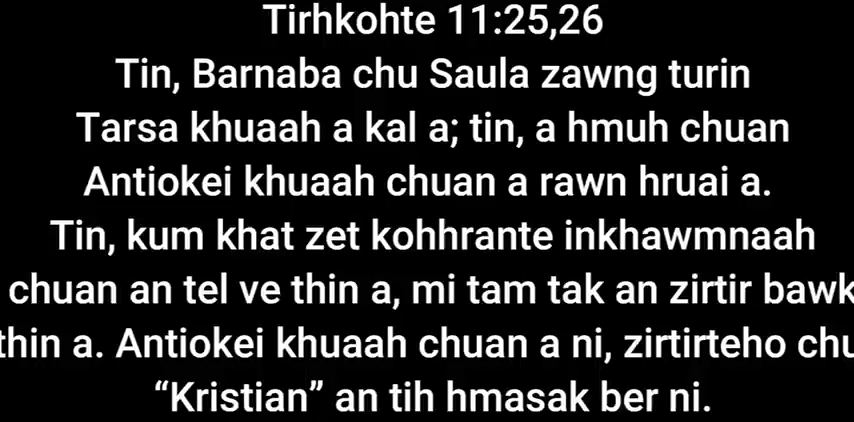 Tirhkohte 11:25,26
Tin, Barnaba chu Saula zawng turin
Tarsa khuaah a kal a; tin, a hmuh chuan
Antiokei khuaah chuan a rawn hruai a.
Tin, kum khat zet kohhrante inkhawmnaah
chuan an tel ve thin a, mi tam tak an zirtir bawk
thin a. Antiokei khuaah chuan a ni, zirtirteho chu
“Kristian” an tih hmasak ber ni.